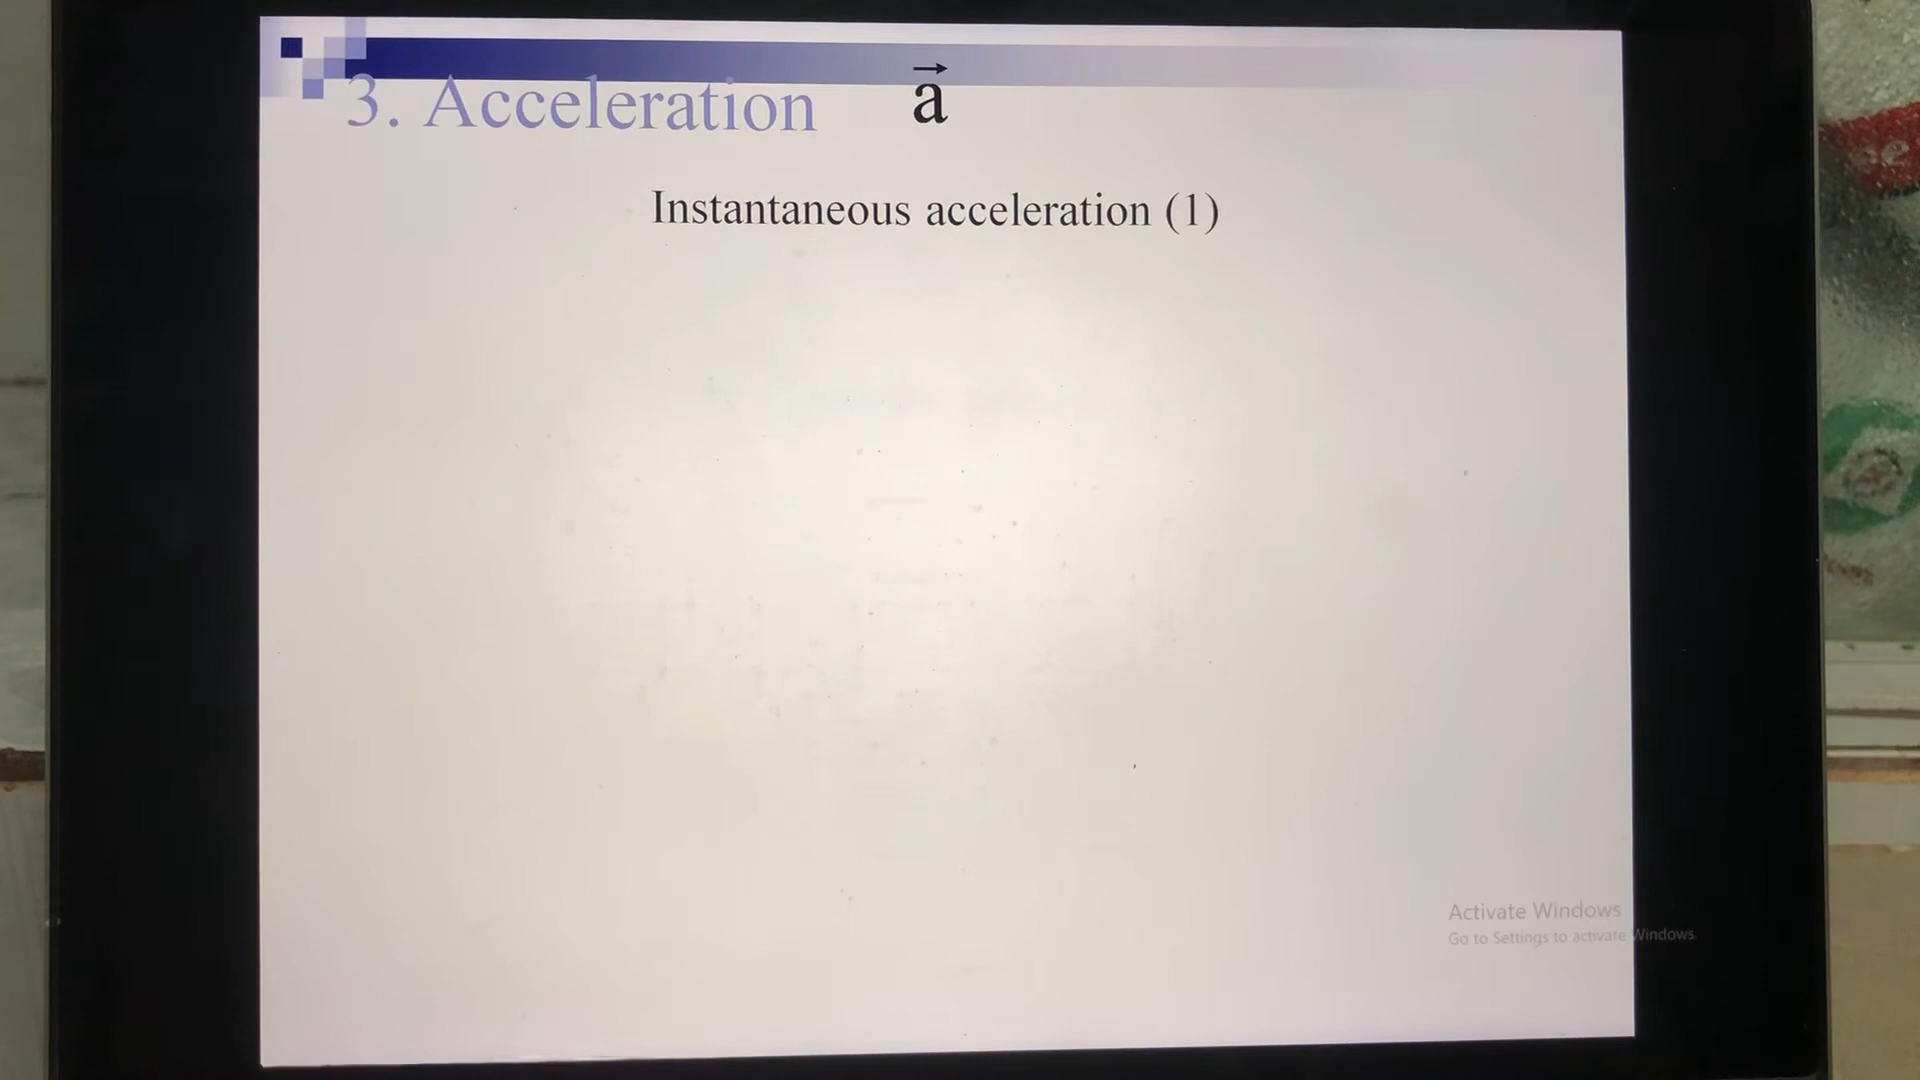 3. Acceleration a⃗
Instantaneous acceleration (1)
Activate Windows
Go to Settings to activate Windows.